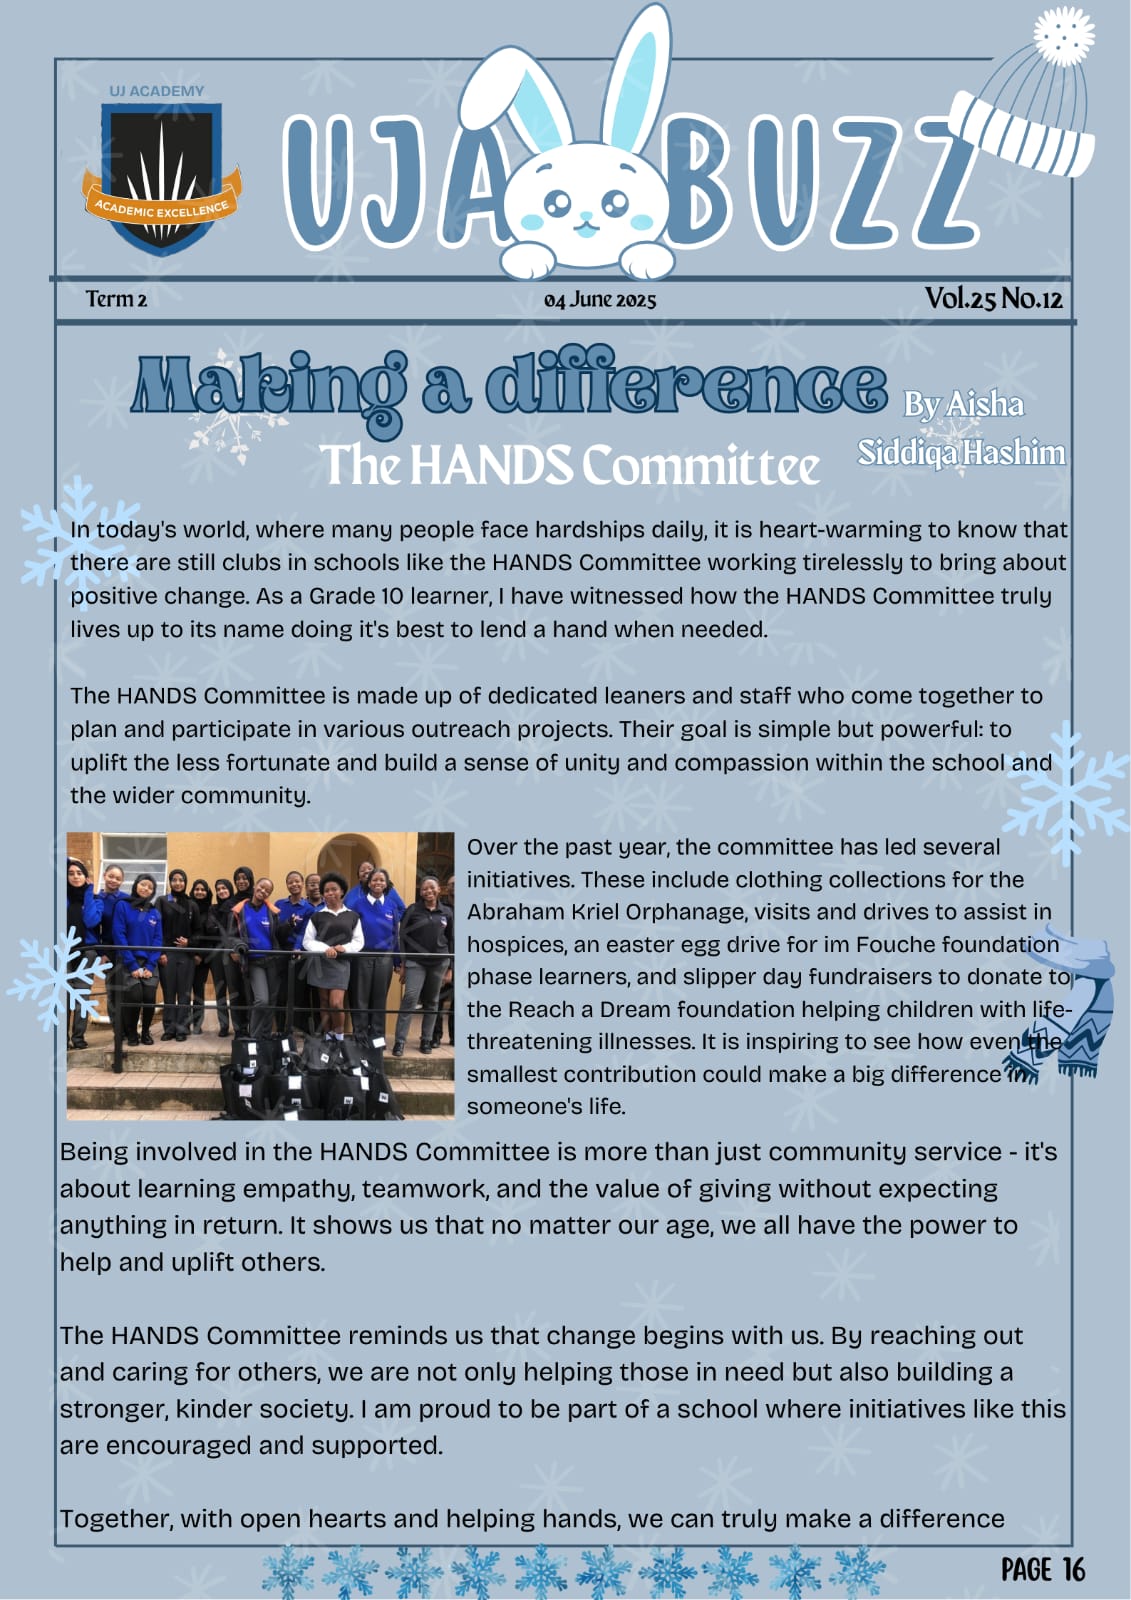 UJ ACADEMY
ACADEMIC EXCELLENCE
UJA BUZZ
Term 2
04 June 2025
Vol.25 No.12
Making a difference
By Aisha
Siddiqa Hashim
The HANDS Committee
In today's world, where many people face hardships daily, it is heart-warming to know that
there are still clubs in schools like the HANDS Committee working tirelessly to bring about
positive change. As a Grade 10 learner, I have witnessed how the HANDS Committee truly
lives up to its name doing it's best to lend a hand when needed.
The HANDS Committee is made up of dedicated leaners and staff who come together to
plan and participate in various outreach projects. Their goal is simple but powerful: to
uplift the less fortunate and build a sense of unity and compassion within the school and
the wider community.
Over the past year, the committee has led several
initiatives. These include clothing collections for the
Abraham Kriel Orphanage, visits and drives to assist in
hospices, an easter egg drive for im Fouche foundation
phase learners, and slipper day fundraisers to donate to
the Reach a Dream foundation helping children with life-
threatening illnesses. It is inspiring to see how even the
smallest contribution could make a big difference in
someone's life.
Being involved in the HANDS Committee is more than just community service - it's
about learning empathy, teamwork, and the value of giving without expecting
anything in return. It shows us that no matter our age, we all have the power to
help and uplift others.
The HANDS Committee reminds us that change begins with us. By reaching out
and caring for others, we are not only helping those in need but also building a
stronger, kinder society. I am proud to be part of a school where initiatives like this
are encouraged and supported.
Together, with open hearts and helping hands, we can truly make a difference
PAGE 16